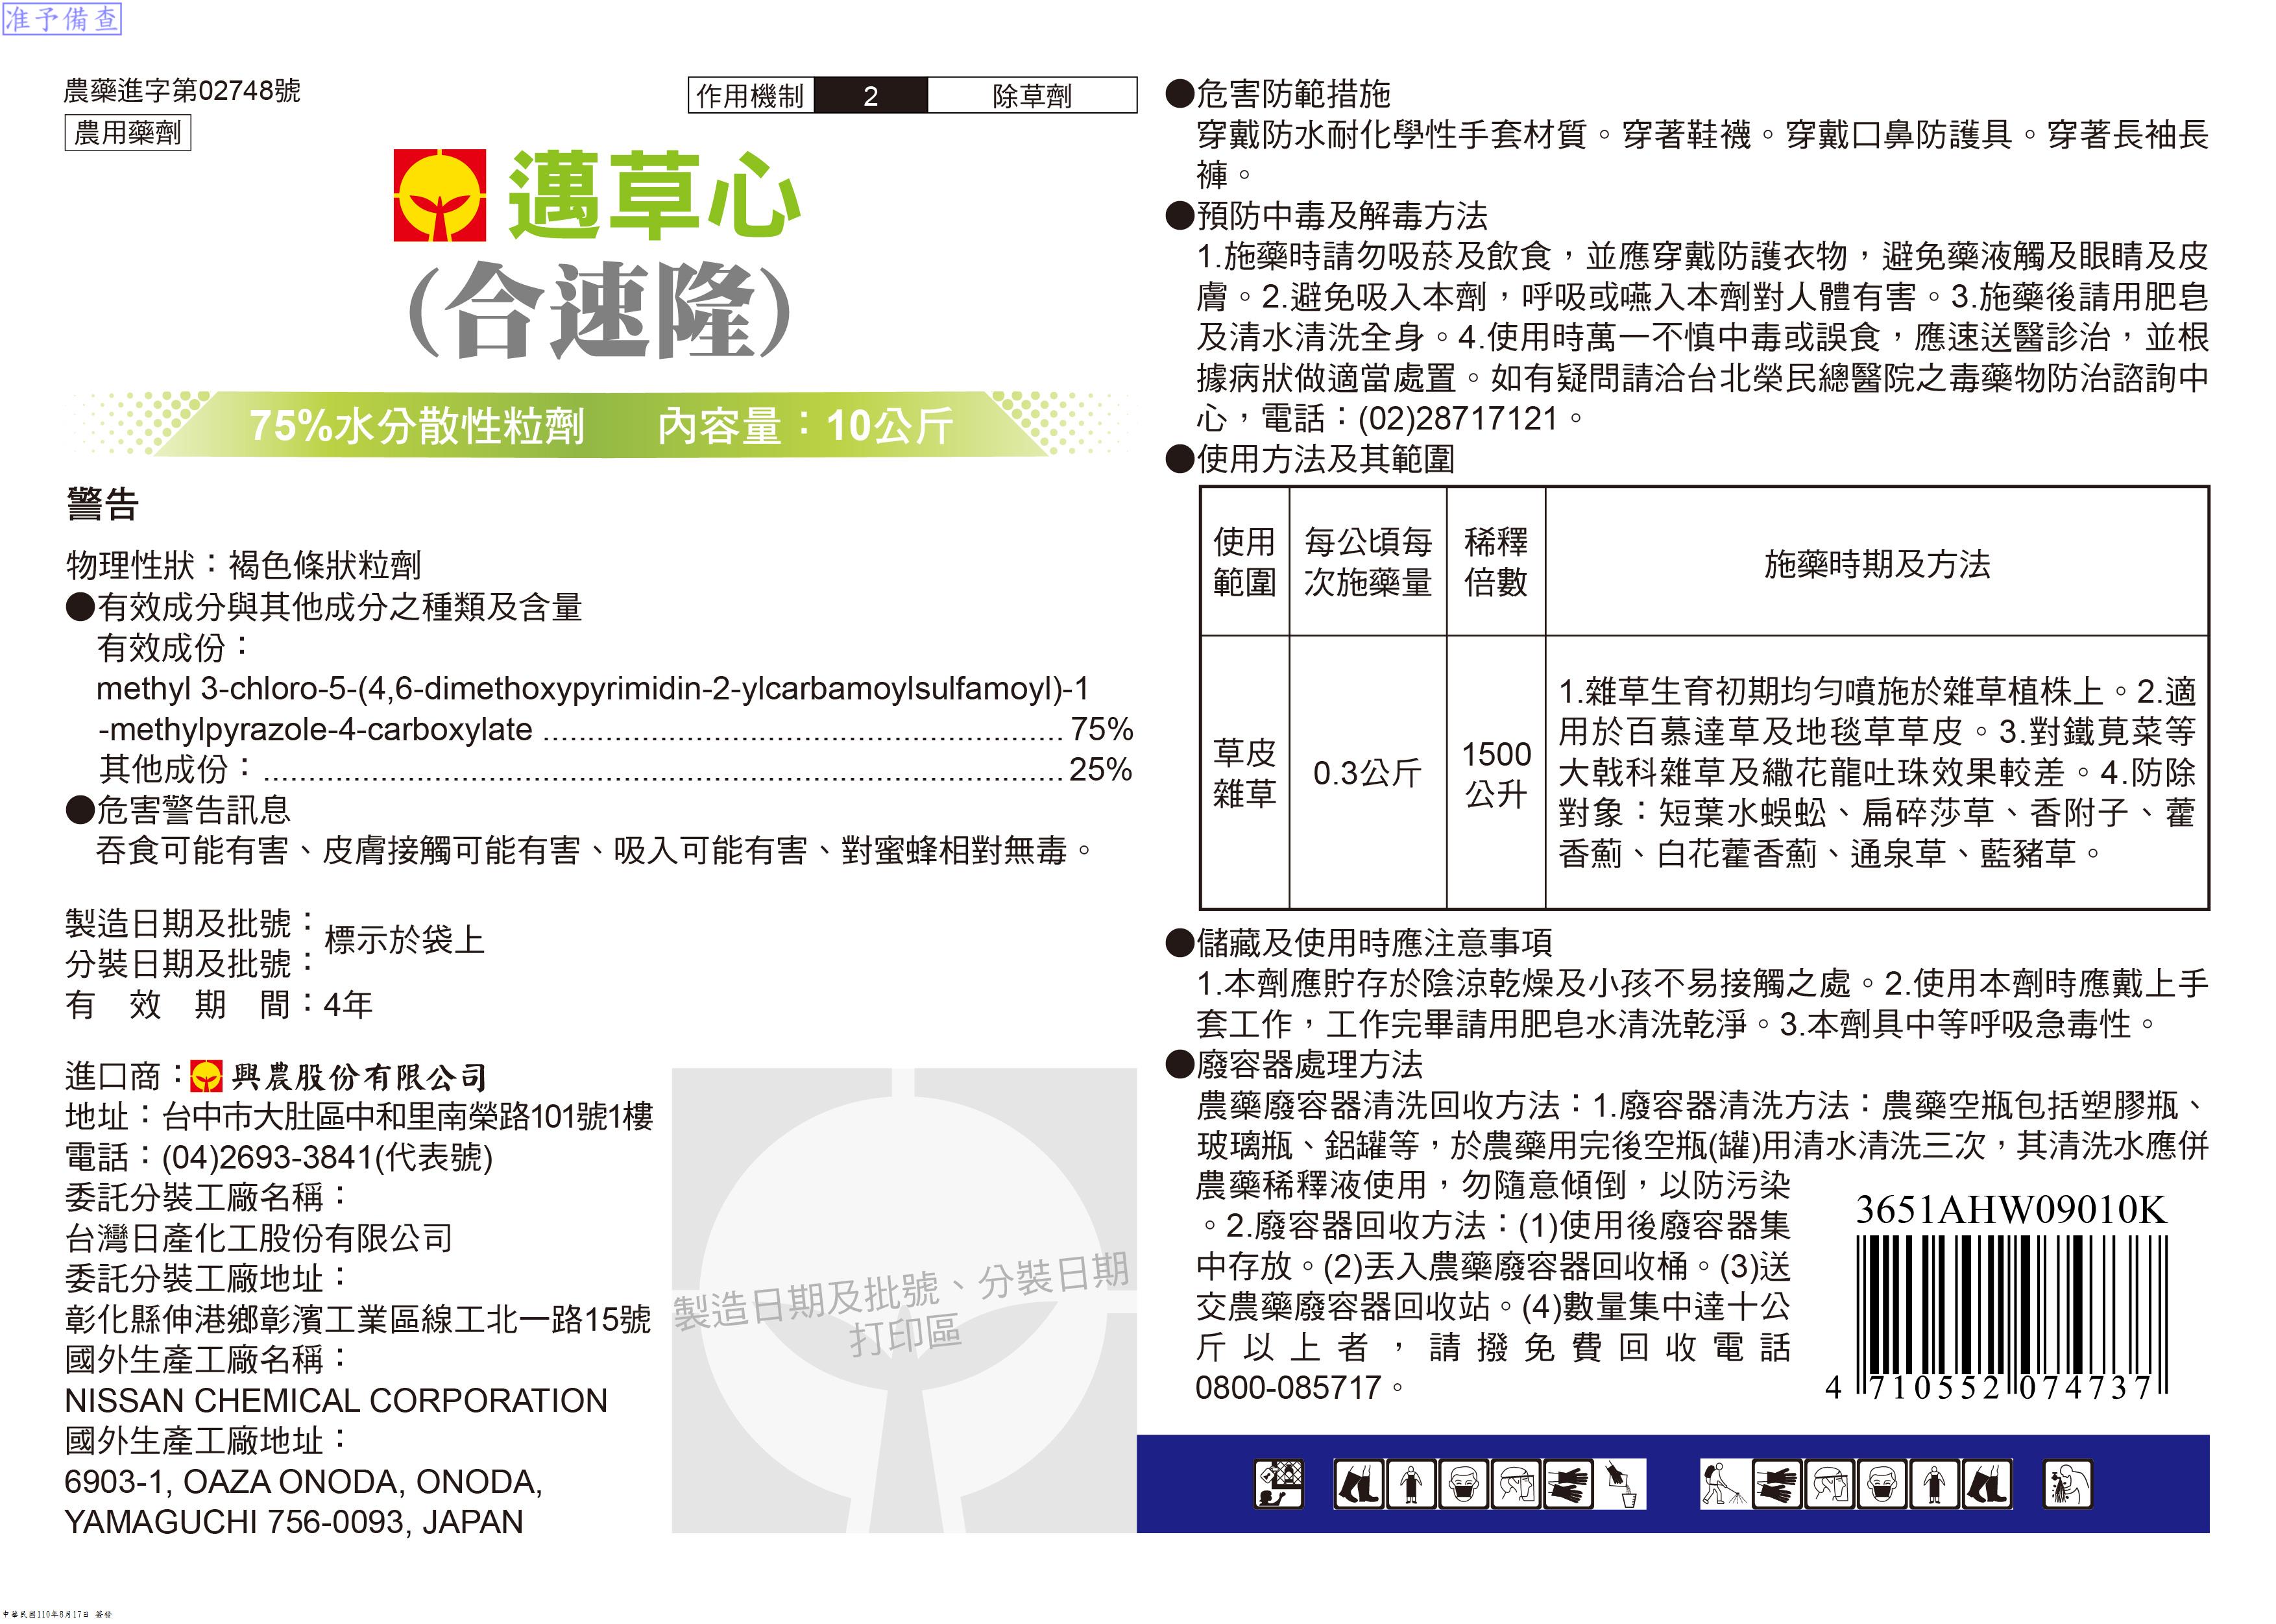 准予備查
農藥進字第02748號
農用藥劑
作用機制 2 除草劑
邁草心
(合速隆)
75%水分散性粒劑 內容量：10公斤
警告
物理性狀：褐色條狀粒劑
●有效成分與其他成分之種類及含量
有效成份：
methyl 3-chloro-5-(4,6-dimethoxypyrimidin-2-ylcarbamoylsulfamoyl)-1
-methylpyrazole-4-carboxylate .......................................................... 75%
其他成份：......................................................................................... 25%
●危害警告訊息
吞食可能有害、皮膚接觸可能有害、吸入可能有害、對蜜蜂相對無毒。
製造日期及批號：
分裝日期及批號：
標示於袋上
有效期間：4年
進口商：興農股份有限公司
地址：台中市大肚區中和里南榮路101號1樓
電話：(04)2693-3841(代表號)
委託分裝工廠名稱：
台灣日產化工股份有限公司
委託分裝工廠地址：
彰化縣伸港鄉彰濱工業區線工北一路15號
國外生產工廠名稱：
NISSAN CHEMICAL CORPORATION
國外生產工廠地址：
6903-1, OAZA ONODA, ONODA,
YAMAGUCHI 756-0093, JAPAN
製造日期及批號、分裝日期
打印區
●危害防範措施
穿戴防水耐化學性手套材質。穿著鞋襪。穿戴口鼻防護具。穿著長袖長
褲。
●預防中毒及解毒方法
1.施藥時請勿吸菸及飲食，並應穿戴防護衣物，避免藥液觸及眼睛及皮
膚。2.避免吸入本劑，呼吸或嚥入本劑對人體有害。3.施藥後請用肥皂
及清水清洗全身。4.使用時萬一不慎中毒或誤食，應速送醫診治，並根
據病狀做適當處置。如有疑問請洽台北榮民總醫院之毒藥物防治諮詢中
心，電話：(02)28717121。
●使用方法及其範圍
使用 每公頃每 稀釋 施藥時期及方法
範圍 次施藥量 倍數
草皮 0.3公斤 1500
雜草 公升
1.雜草生育初期均勻噴施於雜草植株上。2.適
用於百慕達草及地毯草草皮。3.對鐵莧菜等
大戟科雜草及繖花龍吐珠效果較差。4.防除
對象：短葉水蜈蚣、扁碎莎草、香附子、藿
香薊、白花藿香薊、通泉草、藍豬草。
●儲藏及使用時應注意事項
1.本劑應貯存於陰涼乾燥及小孩不易接觸之處。2.使用本劑時應戴上手
套工作，工作完畢請用肥皂水清洗乾淨。3.本劑具中等呼吸急毒性。
●廢容器處理方法
農藥廢容器清洗回收方法：1.廢容器清洗方法：農藥空瓶包括塑膠瓶、
玻璃瓶、鋁罐等，於農藥用完後空瓶(罐)用清水清洗三次，其清洗水應併
農藥稀釋液使用，勿隨意傾倒，以防污染
。2.廢容器回收方法：(1)使用後廢容器集
中存放。(2)丟入農藥廢容器回收桶。(3)送
交農藥廢容器回收站。(4)數量集中達十公
斤以上者，請撥免費回收電話
0800-085717。
3651AHW09010K
4 710552 074737
中華民國110年8月17日 簽發